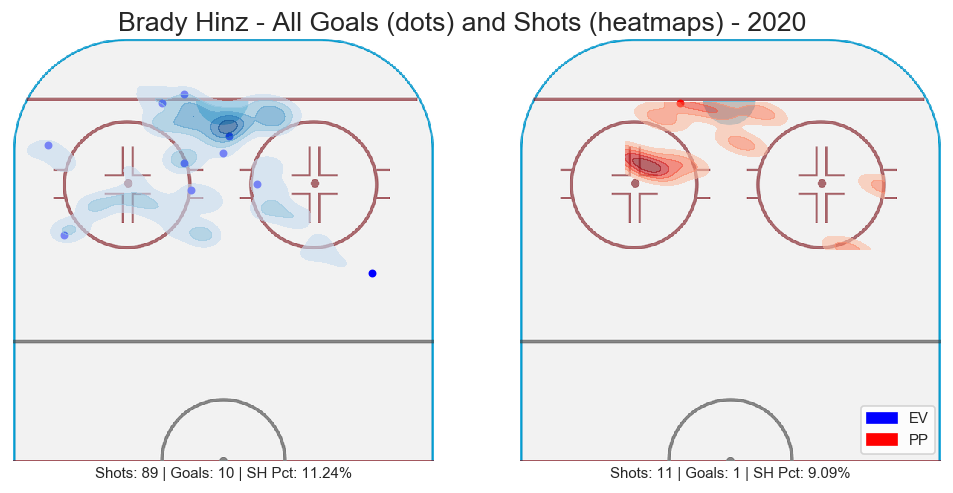 Brady Hinz - All Goals (dots) and Shots (heatmaps) - 2020
EV
PP
Shots: 89 | Goals: 10 | SH Pct: 11.24%
Shots: 11 | Goals: 1 | SH Pct: 9.09%